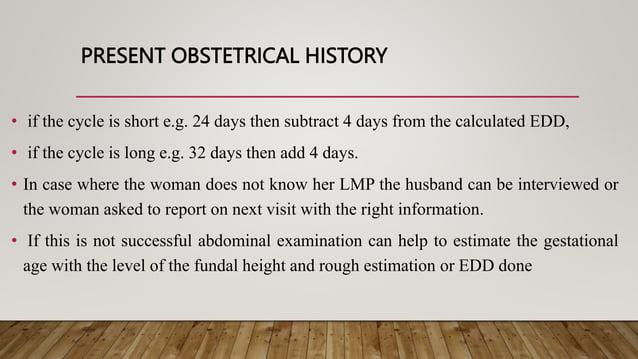 PRESENT OBSTETRICAL HISTORY
• if the cycle is short e.g. 24 days then subtract 4 days from the calculated EDD,
• if the cycle is long e.g. 32 days then add 4 days.
• In case where the woman does not know her LMP the husband can be interviewed or
the woman asked to report on next visit with the right information.
• If this is not successful abdominal examination can help to estimate the gestational
age with the level of the fundal height and rough estimation or EDD done